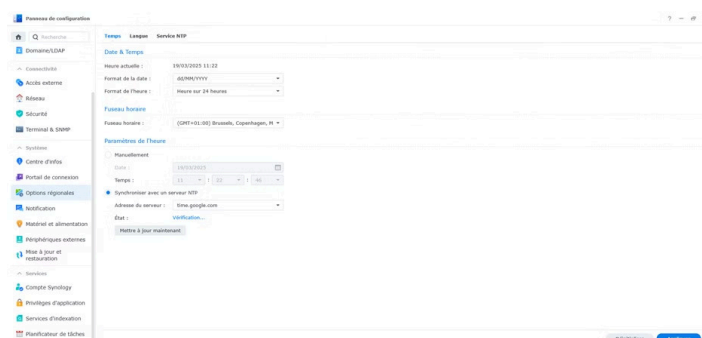 Panneau de configuration
? – 
Recherche
Domaine/LDAP
Connectivité
Accès externe
Réseau
Sécurité
Terminal & SNMP
Système
Centre d'infos
Portail de connexion
Options régionales
Notification
Matériel et alimentation
Périphériques externes
Mise à jour et
restauration
Services
Compte Synology
Privilèges d'application
Services d'indexation
Planificateur de tâches
Temps Langue Service NTP
Date & Temps
Heure actuelle : 19/03/2025 11:22
Format de la date : dd/MM/YYYY
Format de l'heure : Heure sur 24 heures
Fuseau horaire
Fuseau horaire : (GMT+01:00) Brussels, Copenhagen, M
Paramètres de l'heure
Manuellement
Date : 19/03/2025
Temps : 11 : 22 : 46
Synchroniser avec un serveur NTP
Adresse du serveur : time.google.com
État : Vérification...
Mettre à jour maintenant